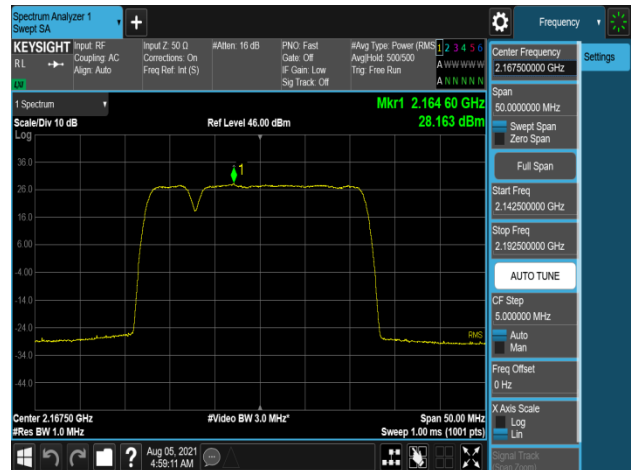 Spectrum Analyzer 1
Swept SA
+
Frequency
KEYSIGHT
RL
LXI
Input: RF
Coupling: AC
Align: Auto
Input Z: 50 Ω
Corrections: On
Freq Ref: Int (S)
#Atten: 16 dB
PNO: Fast
Gate: Off
IF Gain: Low
Sig Track: Off
#Avg Type: Power (RMS
Avg|Hold: 500/500
Trig: Free Run
1 2 3 4 5 6
A W W W W W
A N N N N N
1 Spectrum
Scale/Div 10 dB
Log
Ref Level 46.00 dBm
Mkr1 2.164 60 GHz
28.163 dBm
36.0
26.0
16.0
6.00
-4.00
-14.0
-24.0
-34.0
-44.0
1
RMS
Center 2.16750 GHz
#Res BW 1.0 MHz
#Video BW 3.0 MHz*
Span 50.00 MHz
Sweep 1.00 ms (1001 pts)
Center Frequency
2.167500000 GHz
Settings
Span
50.0000000 MHz
Swept Span
Zero Span
Full Span
Start Freq
2.142500000 GHz
Stop Freq
2.192500000 GHz
AUTO TUNE
CF Step
5.000000 MHz
Auto
Man
Freq Offset
0 Hz
X Axis Scale
Log
Lin
Signal Track
(Span Zoom)
?
Aug 05, 2021
4:59:11 AM